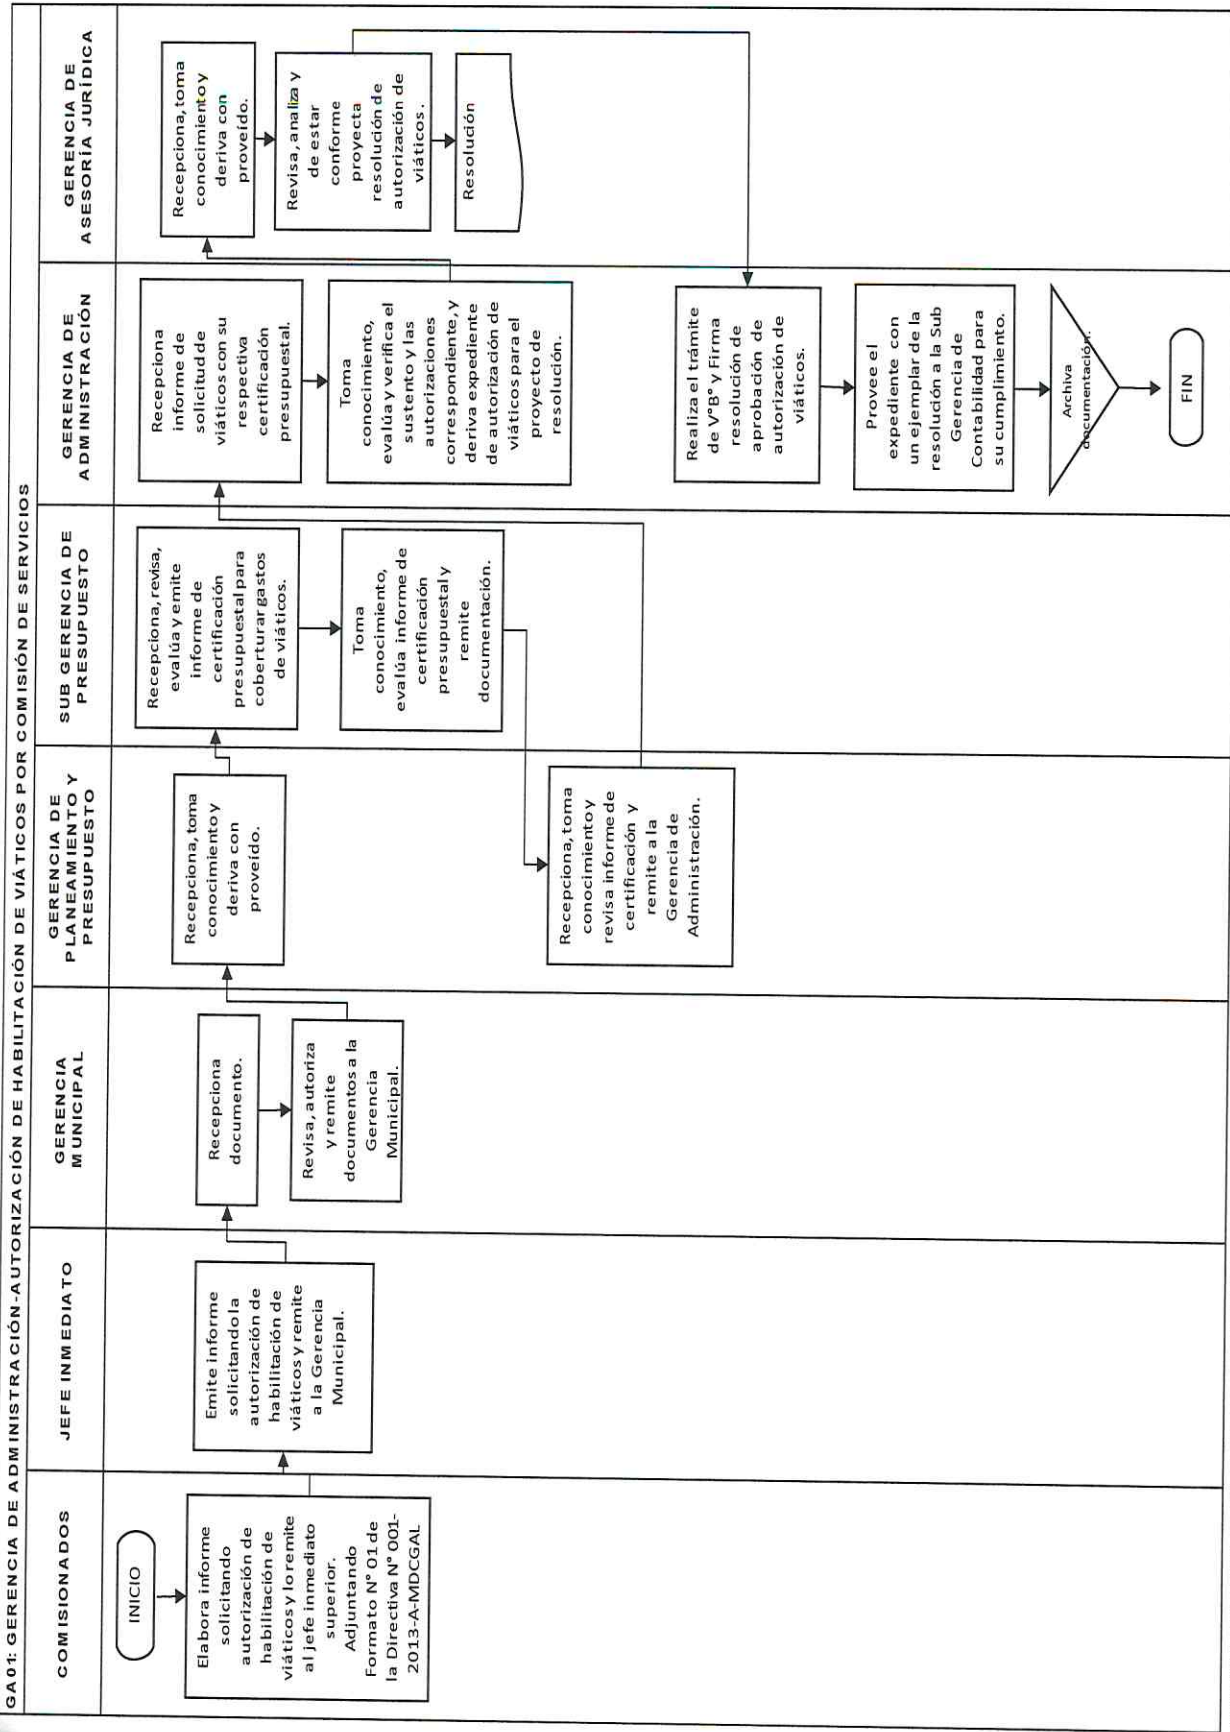 GA01: GERENCIA DE ADMINISTRACIÓN-AUTORIZACIÓN DE HABILITACIÓN DE VIÁTICOS POR COMISIÓN DE SERVICIOS
COMISIONADOS
JEFE INMEDIATO
GERENCIA
MUNICIPAL
GERENCIA DE
PLANEAMIENTO Y
PRESUPUESTO
SUB GERENCIA DE
PRESUPUESTO
GERENCIA DE
ADMINISTRACIÓN
GERENCIA DE
ASESORÍA JURÍDICA
INICIO
Elabora informe
solicitando
autorización de
habilitación de
viáticos y lo remite
al jefe inmediato
superior.
Adjuntando
Formato N° 01 de
la Directiva N° 001-
2013-A-MDCGAL
Emite informe
solicitando la
autorización de
habilitación de
viáticos y remite
a la Gerencia
Municipal.
Recepciona
documento.
Revisa, autoriza
y remite
documentos a la
Gerencia
Municipal.
Recepciona, toma
conocimiento y
deriva con
proveído.
Recepciona, revisa,
evalúa y emite
informe de
certificación
presupuestal para
coberturar gastos
de viáticos.
Toma
conocimiento,
evalúa informe de
certificación
presupuestal y
remite
documentación.
Recepciona, toma
conocimiento y
revisa informe de
certificación y
remite a la
Gerencia de
Administración.
Recepciona
informe de
solicitud de
viáticos con su
respectiva
certificación
presupuestal.
Toma
conocimiento,
evalúa y verifica el
sustento y las
autorizaciones
correspondiente, y
deriva expediente
de autorización de
viáticos para el
proyecto de
resolución.
Recepciona, toma
conocimiento y
deriva con
proveído.
Revisa, analiza y
de estar
conforme
proyecta
resolución de
autorización de
viáticos.
Resolución
Realiza el trámite
de V°B° y Firma
resolución de
aprobación de
autorización de
viáticos.
Provee el
expediente con
un ejemplar de la
resolución a la Sub
Gerencia de
Contabilidad para
su cumplimiento.
Archiva
documentación.
FIN